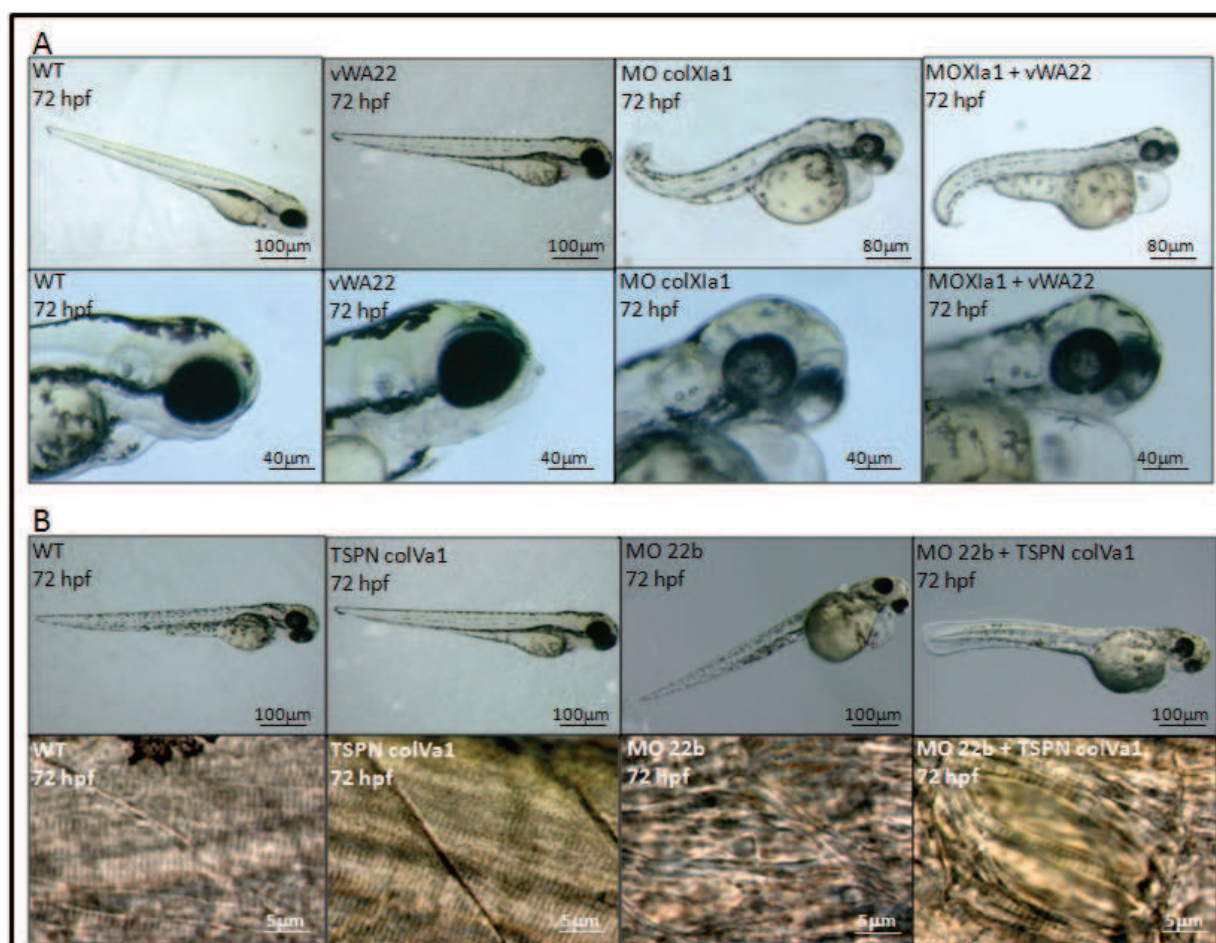 A
WT
72 hpf
100μm
vWA22
72 hpf
100μm
MO colXIa1
72 hpf
80μm
MOXIa1 + vWA22
72 hpf
80μm
WT
72 hpf
40μm
vWA22
72 hpf
40μm
MO colXIa1
72 hpf
40μm
MOXIa1 + vWA22
72 hpf
40μm
B
WT
72 hpf
100μm
TSPN colVa1
72 hpf
100μm
MO 22b
72 hpf
100μm
MO 22b + TSPN colVa1
72 hpf
100μm
WT
72 hpf
5μm
TSPN colVa1
72 hpf
5μm
MO 22b
72 hpf
5μm
MO 22b + TSPN colVa1
72 hpf
5μm